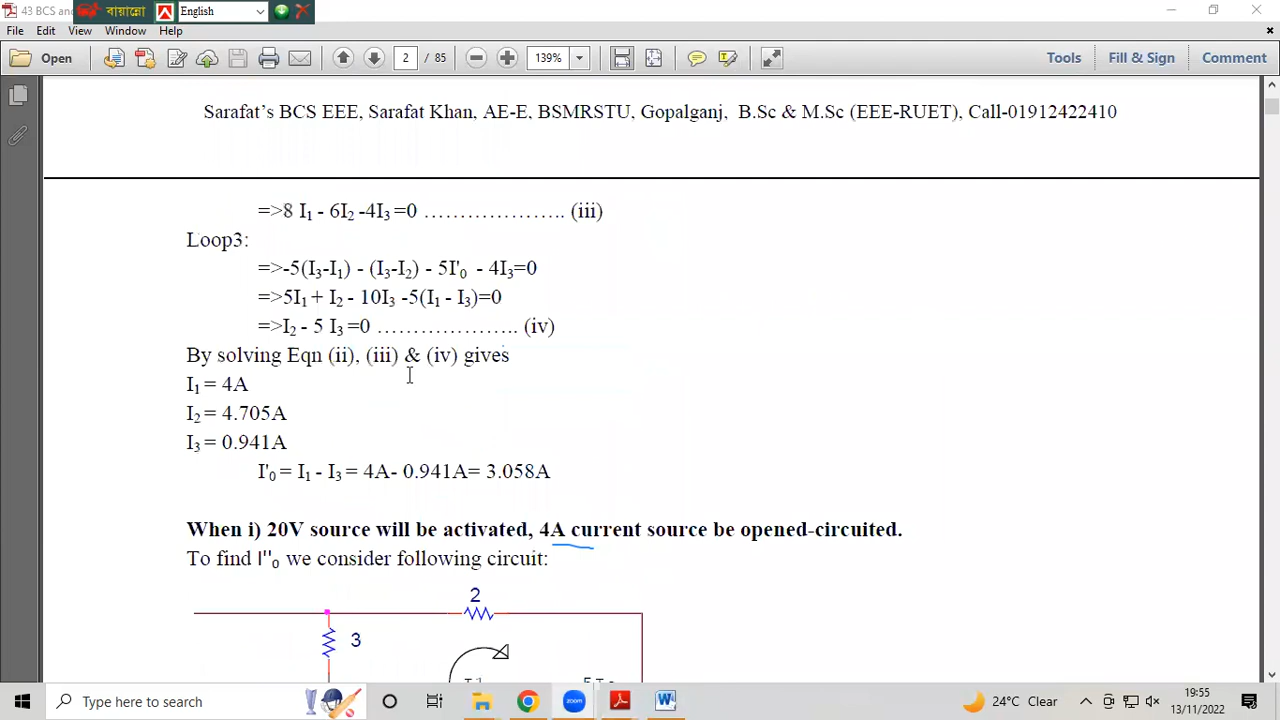 43 BCS an
বায়ান্নো
English
File Edit View Window Help
Open 2 / 85 139% Tools Fill & Sign Comment
Sarafat's BCS EEE, Sarafat Khan, AE-E, BSMRSTU, Gopalganj, B.Sc & M.Sc (EEE-RUET), Call-01912422410
=>8 I₁ - 6I₂ -4I₃ =0 ……………….. (iii)
Loop3:
=>-5(I₃-I₁) - (I₃-I₂) - 5I'₀ - 4I₃=0
=>5I₁ + I₂ - 10I₃ -5(I₁ - I₃)=0
=>I₂ - 5 I₃ =0 ……………….. (iv)
By solving Eqn (ii), (iii) & (iv) gives
I₁ = 4A
I₂ = 4.705A
I₃ = 0.941A
I'₀ = I₁ - I₃ = 4A- 0.941A= 3.058A
When i) 20V source will be activated, 4A current source be opened-circuited.
To find I''₀ we consider following circuit:
2
3
Type here to search
24°C Clear
19:55
13/11/2022